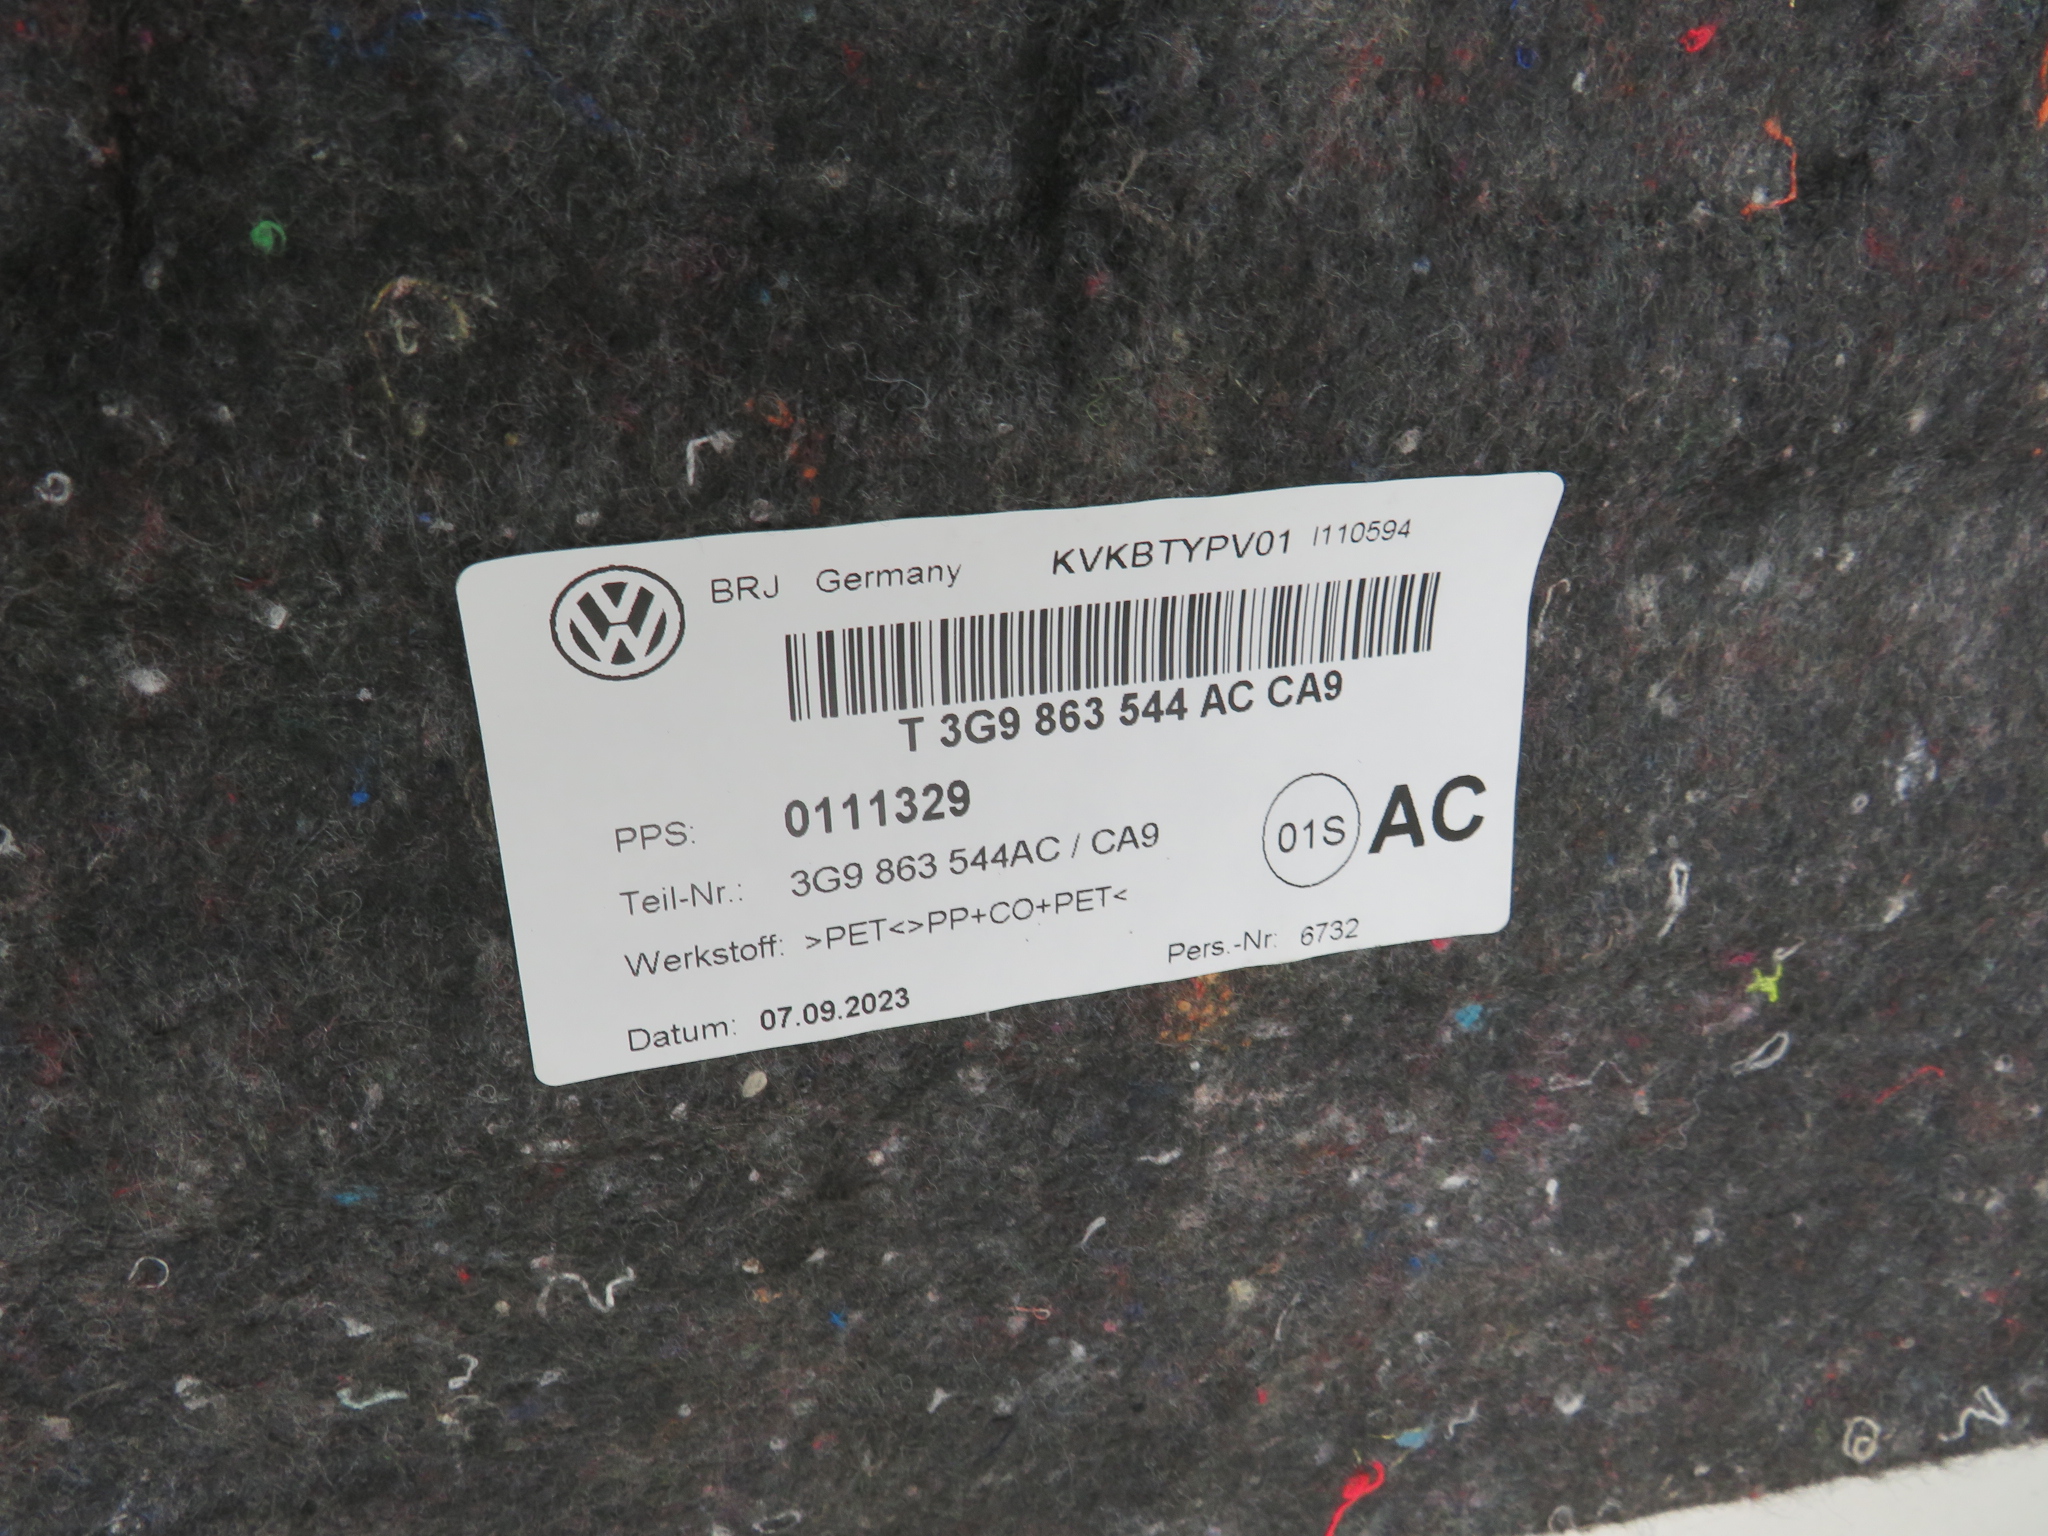 BRJ Germany KVKBTYPV01 I110594
T 3G9 863 544 AC CA9
PPS: 0111329
Teil-Nr.: 3G9 863 544AC / CA9
01S AC
Werkstoff: >PET<>PP+CO+PET<
Pers.-Nr: 6732
Datum: 07.09.2023